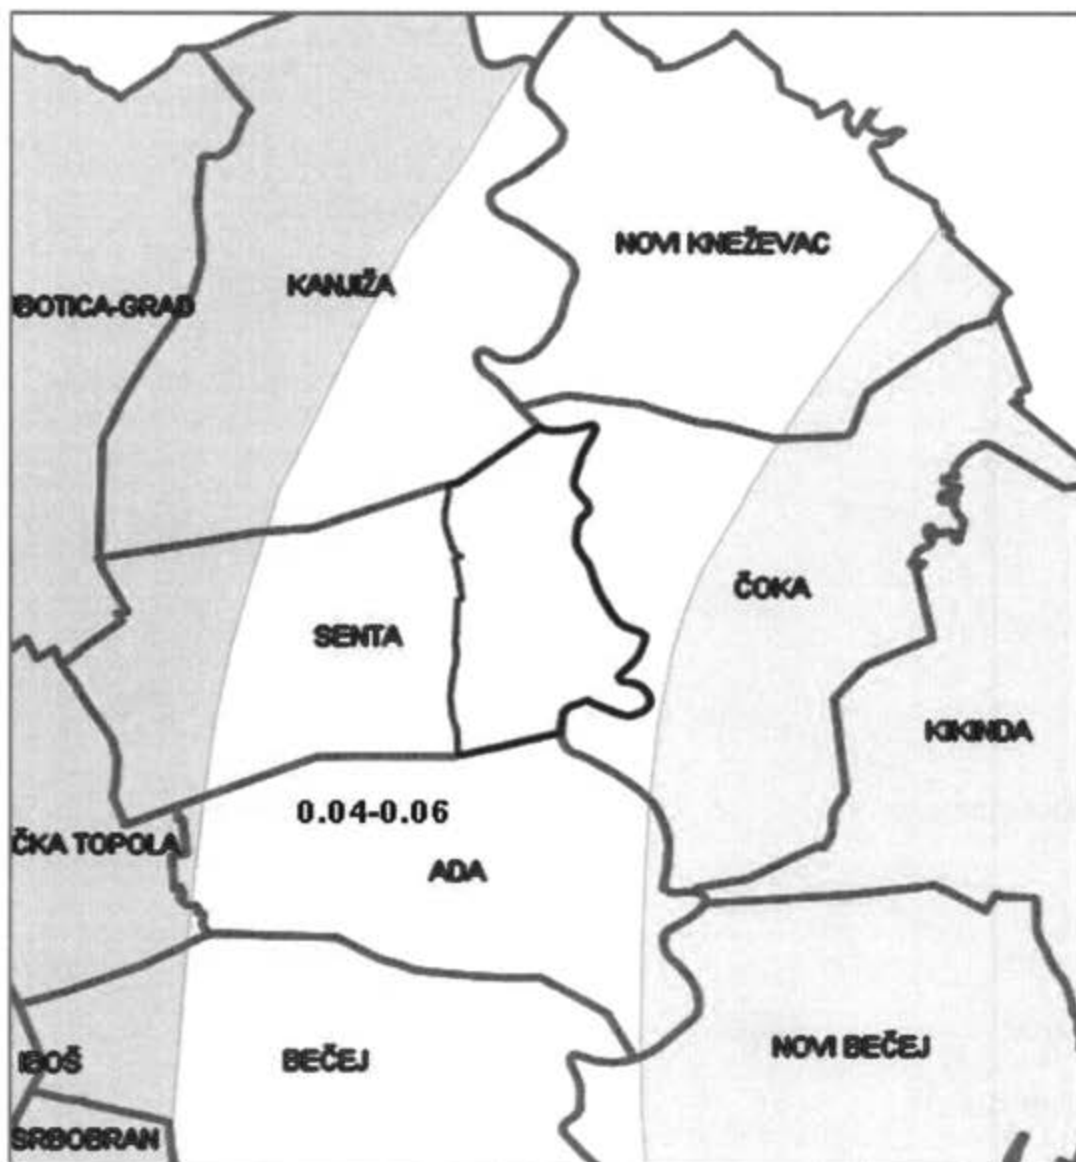 NOVI KNEŽEVAC
KANJIŽA
BOTICA-GRAD
ČOKA
SENTA
KIKINDA
0.04-0.06
ČKA TOPOLA
ADA
NOVI BEČEJ
BEČEJ
IBOŠ
SRBOBRAN